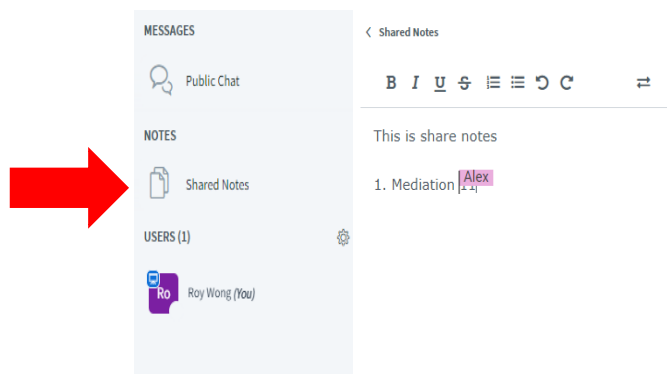 MESSAGES
Public Chat
NOTES
Shared Notes
USERS (1)
Ro
Roy Wong (You)
Shared Notes
B I U S
This is share notes
1. Mediation
Alex